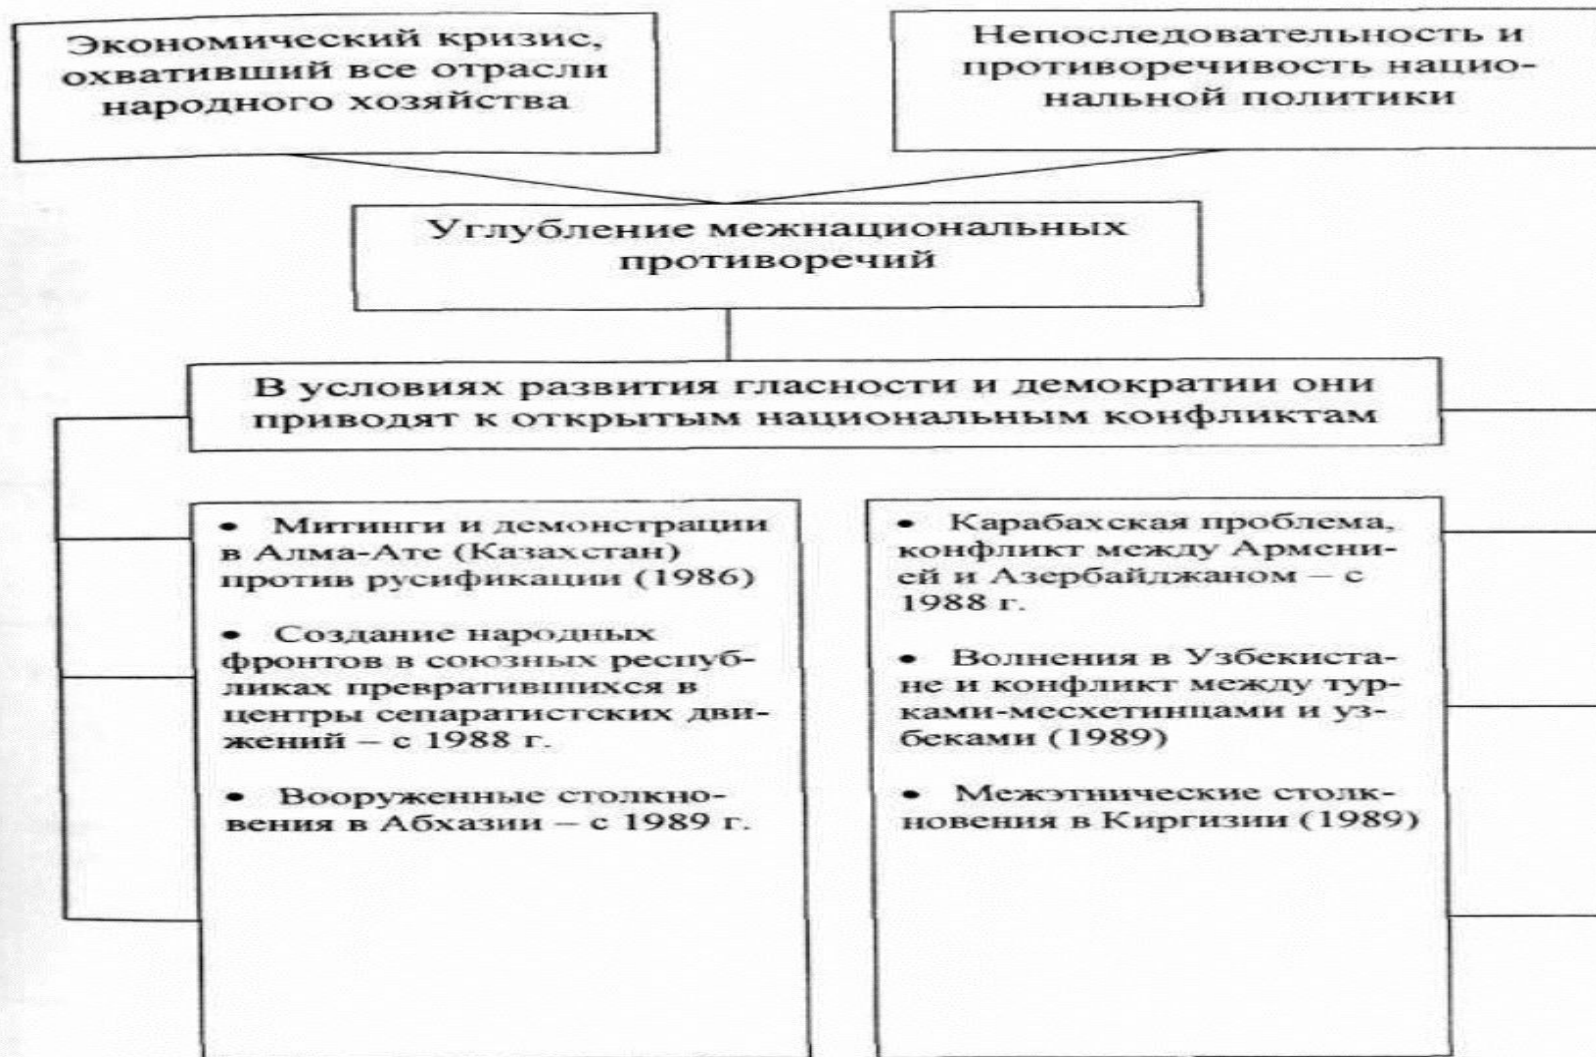 Экономический кризис,
охвативший все отрасли
народного хозяйства
Непоследовательность и
противоречивость нацио-
нальной политики
Углубление межнациональных
противоречий
В условиях развития гласности и демократии они
приводят к открытым национальным конфликтам
• Митинги и демонстрации
в Алма-Ате (Казахстан)
против русификации (1986)
• Создание народных
фронтов в союзных респуб-
ликах превратившихся в
центры сепаратистских дви-
жений – с 1988 г.
• Вооруженные столкно-
вения в Абхазии – с 1989 г.
• Карабахская проблема,
конфликт между Армени-
ей и Азербайджаном – с
1988 г.
• Волнения в Узбекиста-
не и конфликт между тур-
ками-месхетинцами и уз-
беками (1989)
• Межэтнические столк-
новения в Киргизии (1989)